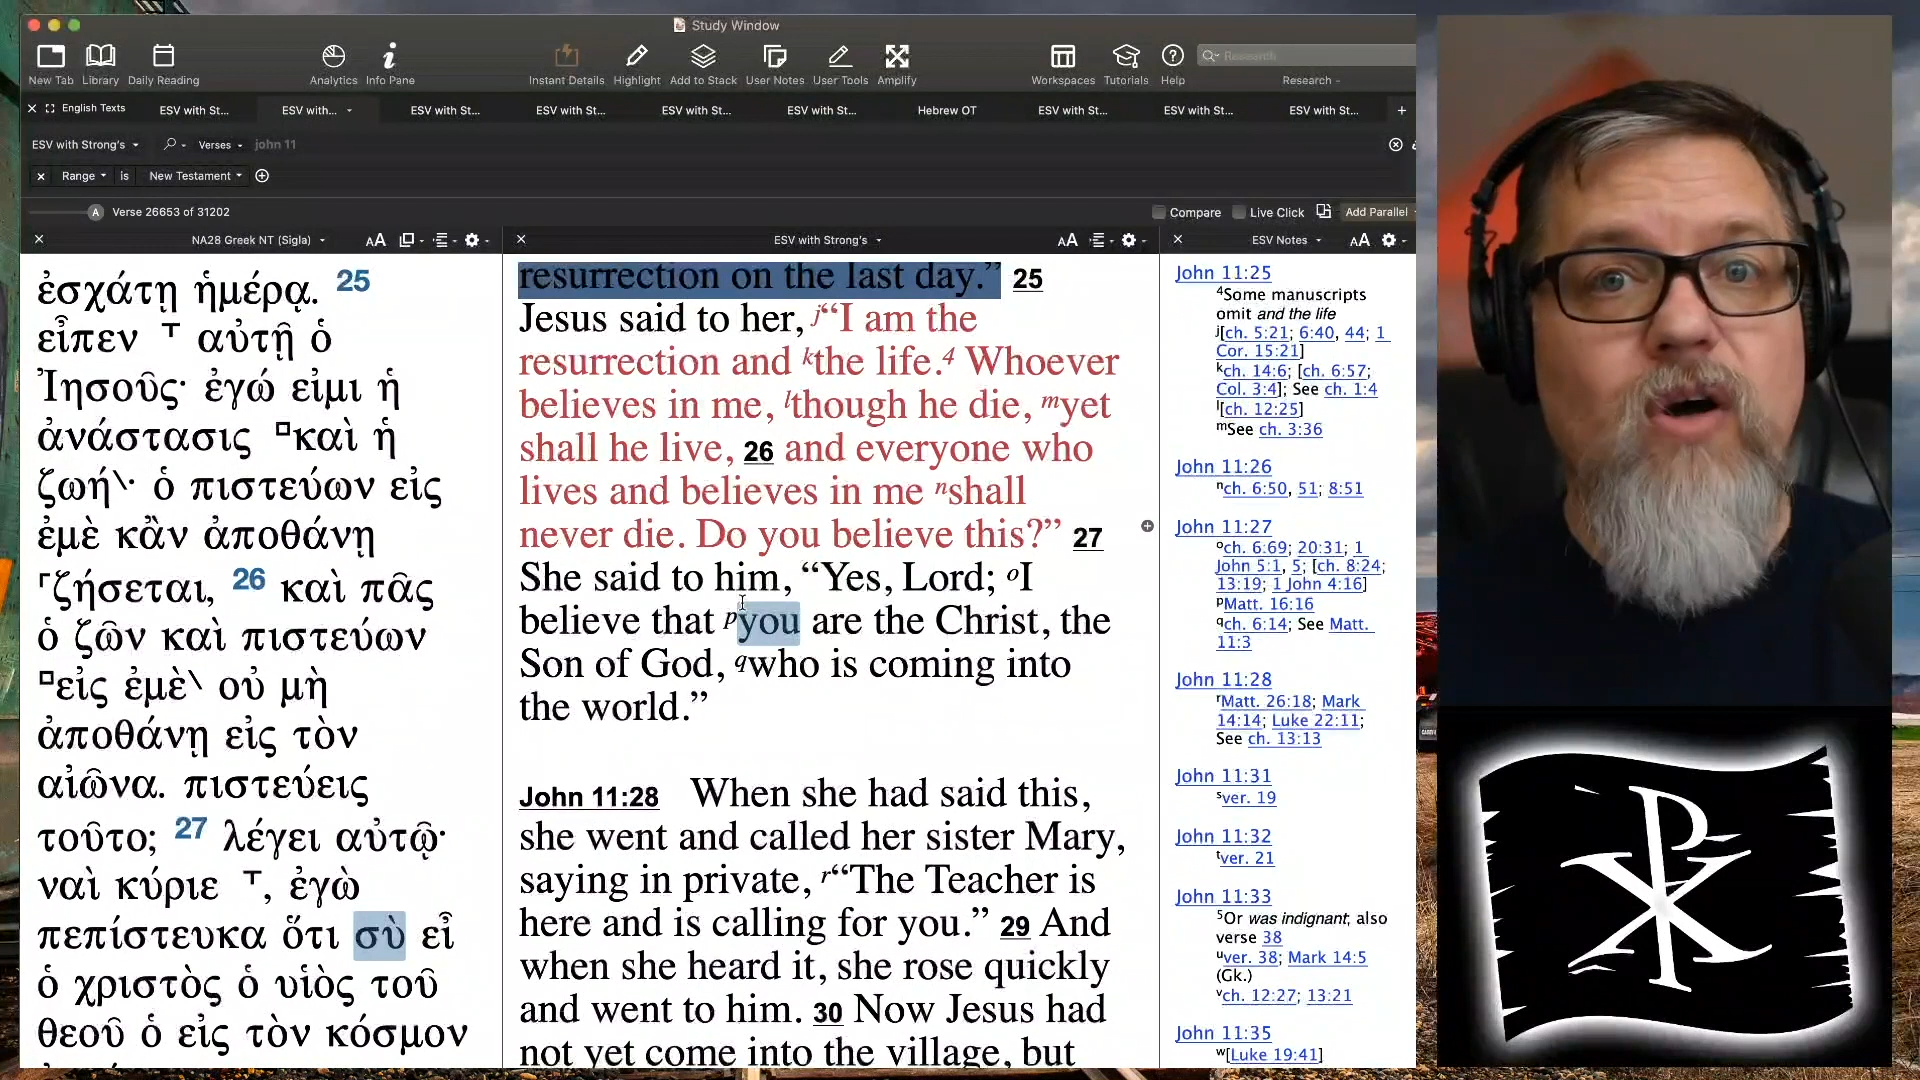 Study Window
New Tab Library Daily Reading Analytics Info Pane Instant Details Highlight Add to Stack User Notes User Tools Amplify Workspaces Tutorials Help Research
Research
English Texts ESV with St... ESV with... ESV with St... ESV with St... ESV with St... ESV with St... Hebrew OT ESV with St... ESV with St... ESV with St...
ESV with Strong's Verses john 11
Range is New Testament
A Verse 26653 of 31202 Compare Live Click Add Parallel
NA28 Greek NT (Sigla) AA
ἐσχάτῃ ἡμέρᾳ. 25
εἶπεν ⸆ αὐτῇ ὁ
Ἰησοῦς· ἐγώ εἰμι ἡ
ἀνάστασις ⸋καὶ ἡ
ζωή⸌· ὁ πιστεύων εἰς
ἐμὲ κἂν ἀποθάνῃ
⸀ζήσεται, 26 καὶ πᾶς
ὁ ζῶν καὶ πιστεύων
⸋εἰς ἐμὲ⸌ οὐ μὴ
ἀποθάνῃ εἰς τὸν
αἰῶνα. πιστεύεις
τοῦτο; 27 λέγει αὐτῷ·
ναὶ κύριε ⸆, ἐγὼ
πεπίστευκα ὅτι σὺ εἶ
ὁ χριστὸς ὁ υἱὸς τοῦ
θεοῦ ὁ εἰς τὸν κόσμον
ESV with Strong's AA
resurrection on the last day.” 25
Jesus said to her, j“I am the
resurrection and kthe life.4 Whoever
believes in me, lthough he die, myet
shall he live, 26 and everyone who
lives and believes in me nshall
never die. Do you believe this?” 27
She said to him, “Yes, Lord; oI
believe that pyou are the Christ, the
Son of God, qwho is coming into
the world.”
John 11:28 When she had said this,
she went and called her sister Mary,
saying in private, r“The Teacher is
here and is calling for you.” 29 And
when she heard it, she rose quickly
and went to him. 30 Now Jesus had
not yet come into the village, but
ESV Notes AA
John 11:25
4Some manuscripts
omit and the life
j[ch. 5:21; 6:40, 44; 1
Cor. 15:21]
kch. 14:6; [ch. 6:57;
Col. 3:4]; See ch. 1:4
l[ch. 12:25]
mSee ch. 3:36
John 11:26
nch. 6:50, 51; 8:51
John 11:27
och. 6:69; 20:31; 1
John 5:1, 5; [ch. 8:24;
13:19; 1 John 4:16]
pMatt. 16:16
qch. 6:14; See Matt.
11:3
John 11:28
rMatt. 26:18; Mark
14:14; Luke 22:11;
See ch. 13:13
John 11:31
sver. 19
John 11:32
tver. 21
John 11:33
5Or was indignant; also
verse 38
uver. 38; Mark 14:5
(Gk.)
vch. 12:27; 13:21
John 11:35
w[Luke 19:41]